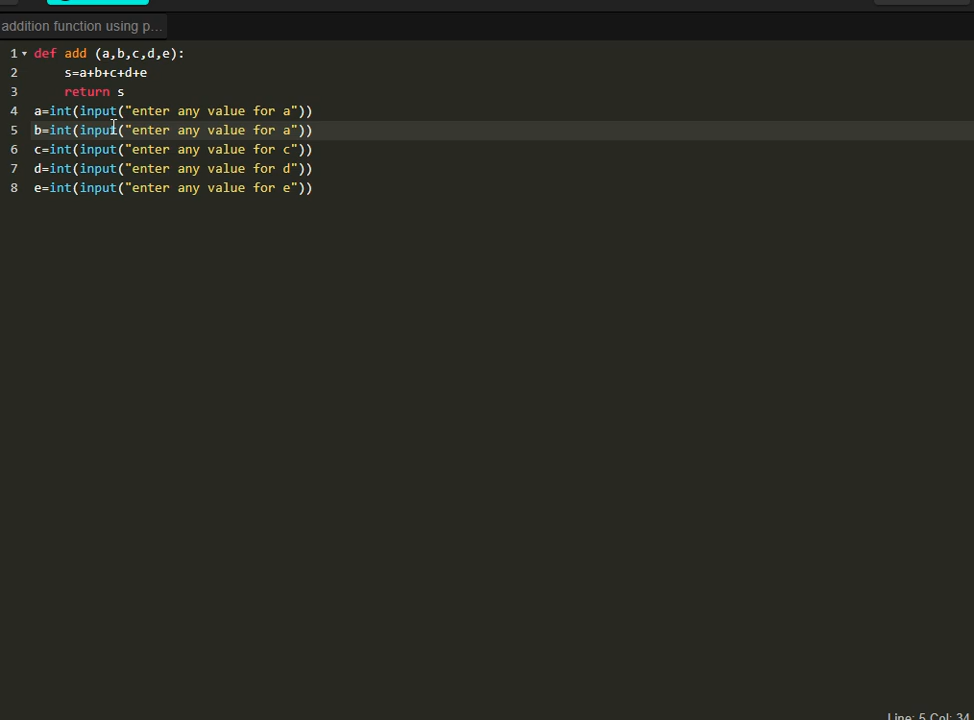 addition function using p...
1 def add (a,b,c,d,e):
2 s=a+b+c+d+e
3 return s
4 a=int(input("enter any value for a"))
5 b=int(input("enter any value for a"))
6 c=int(input("enter any value for c"))
7 d=int(input("enter any value for d"))
8 e=int(input("enter any value for e"))
Line: 5 Col: 34